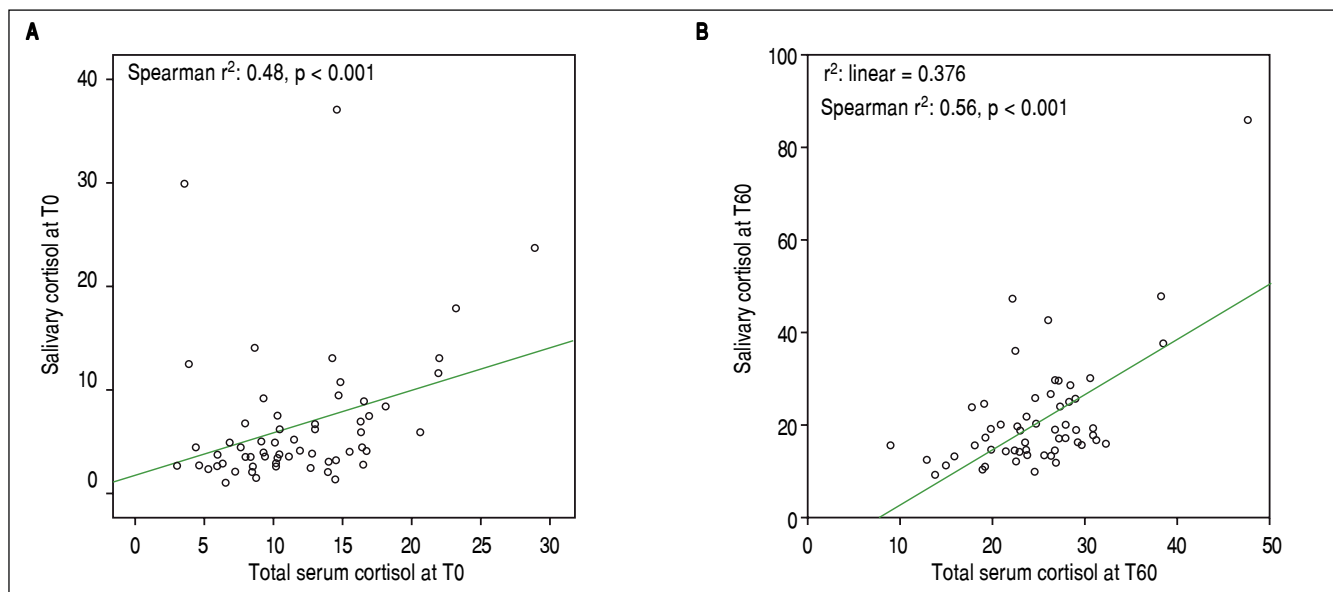 A
Spearman r²: 0.48, p < 0.001
40
30
20
10
0
Salivary cortisol at T0
0 5 10 15 20 25 30
Total serum cortisol at T0
B
r²: linear = 0.376
Spearman r²: 0.56, p < 0.001
100
80
60
40
20
0
Salivary cortisol at T60
10 20 30 40 50
Total serum cortisol at T60